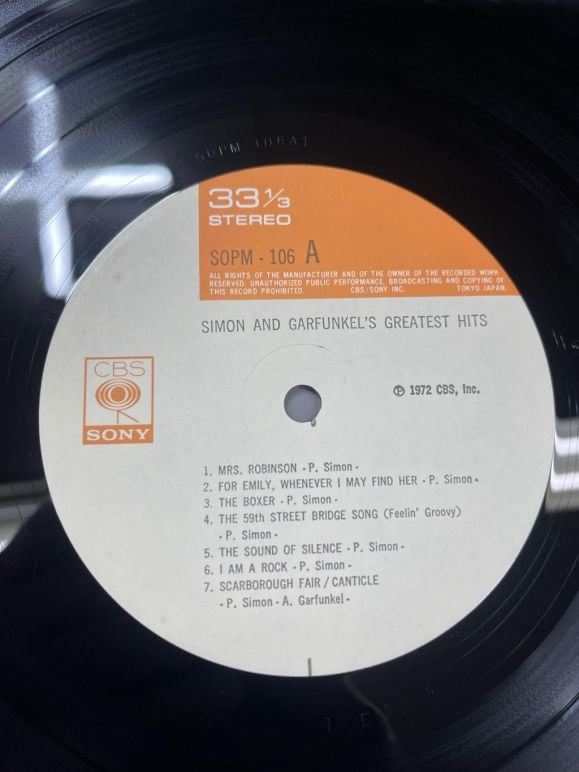 SOPM 106A1
33 1/3
STEREO
SOPM - 106 A
ALL RIGHTS OF THE MANUFACTURER AND OF THE OWNER OF THE RECORDED WORK
RESERVED. UNAUTHORIZED PUBLIC PERFORMANCE, BROADCASTING AND COPYING OF
THIS RECORD PROHIBITED. CBS/SONY INC. TOKYO JAPAN.
SIMON AND GARFUNKEL'S GREATEST HITS
CBS
SONY
℗ 1972 CBS, Inc.
1. MRS. ROBINSON - P. Simon -
2. FOR EMILY, WHENEVER I MAY FIND HER - P. Simon -
3. THE BOXER - P. Simon -
4. THE 59th STREET BRIDGE SONG (Feelin' Groovy)
- P. Simon -
5. THE SOUND OF SILENCE - P. Simon -
6. I AM A ROCK - P. Simon -
7. SCARBOROUGH FAIR / CANTICLE
- P. Simon - A. Garfunkel -